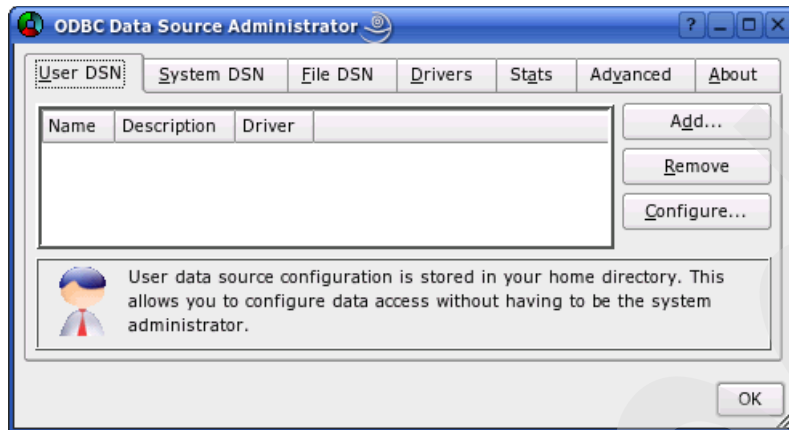 ODBC Data Source Administrator
User DSN System DSN File DSN Drivers Stats Advanced About
Name Description Driver
Add...
Remove
Configure...
User data source configuration is stored in your home directory. This
allows you to configure data access without having to be the system
administrator.
OK